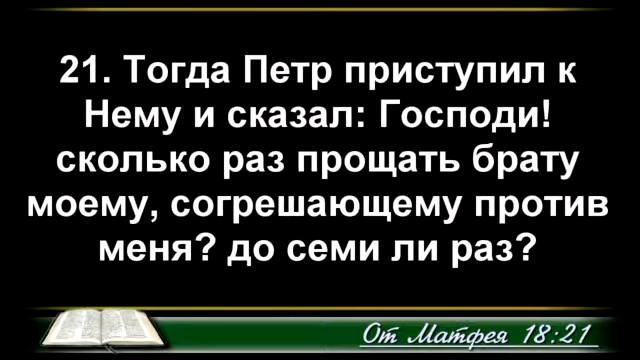 21. Тогда Петр приступил к
Нему и сказал: Господи!
сколько раз прощать брату
моему, согрешающему против
меня? до семи ли раз?
От Матфея 18:21